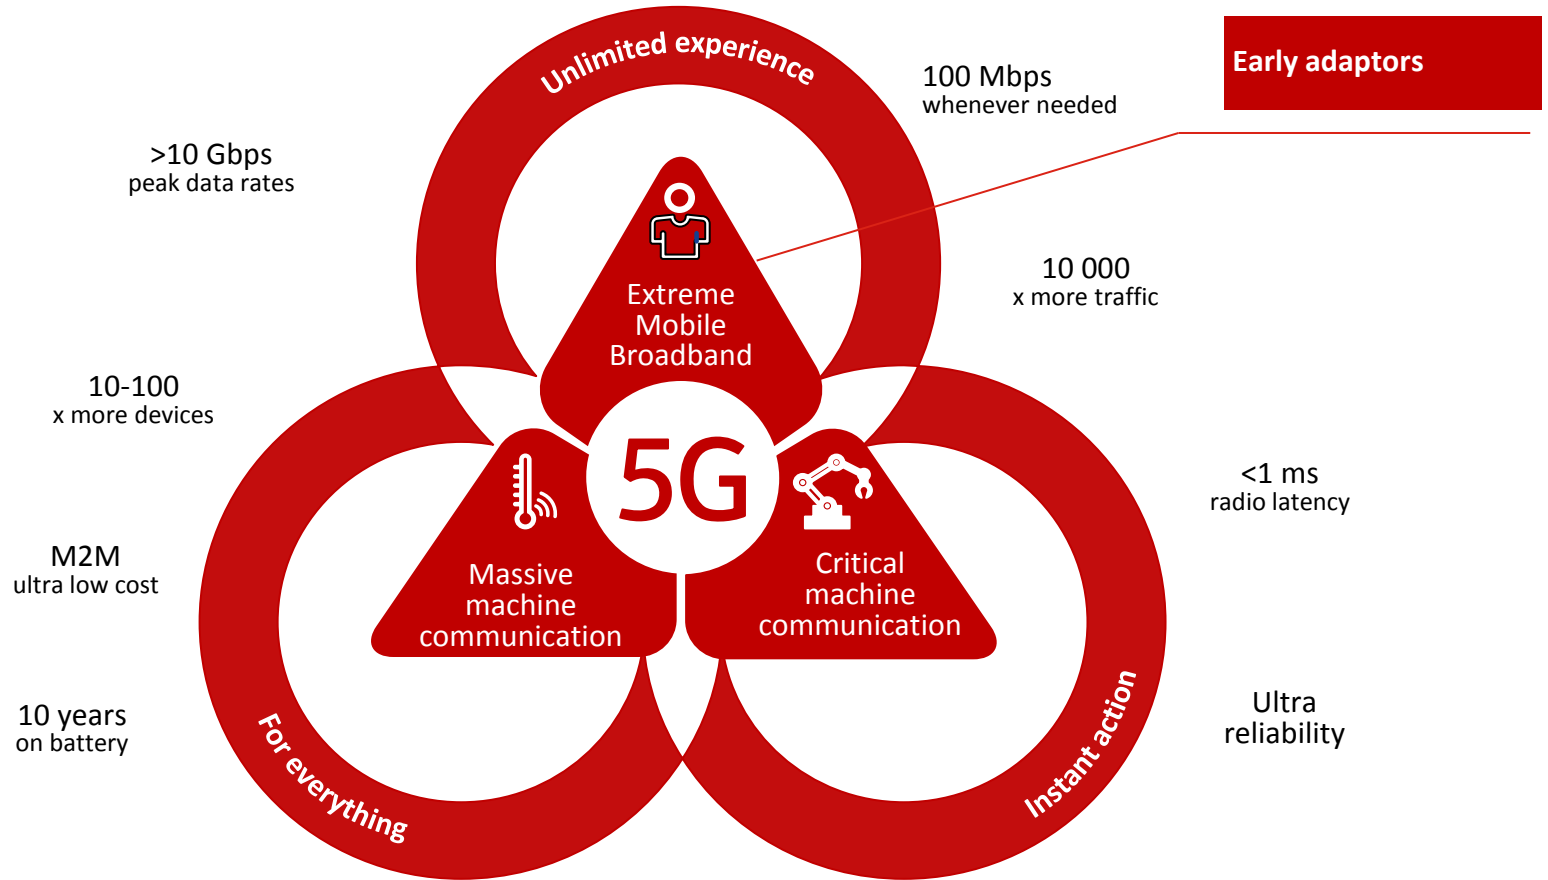 Unlimited experience
100 Mbps
whenever needed
Early adaptors
>10 Gbps
peak data rates
10 000
x more traffic
Extreme
Mobile
Broadband
10-100
x more devices
5G
<1 ms
radio latency
M2M
ultra low cost
Massive
machine
communication
Critical
machine
communication
10 years
on battery
Ultra
reliability
For everything
Instant action